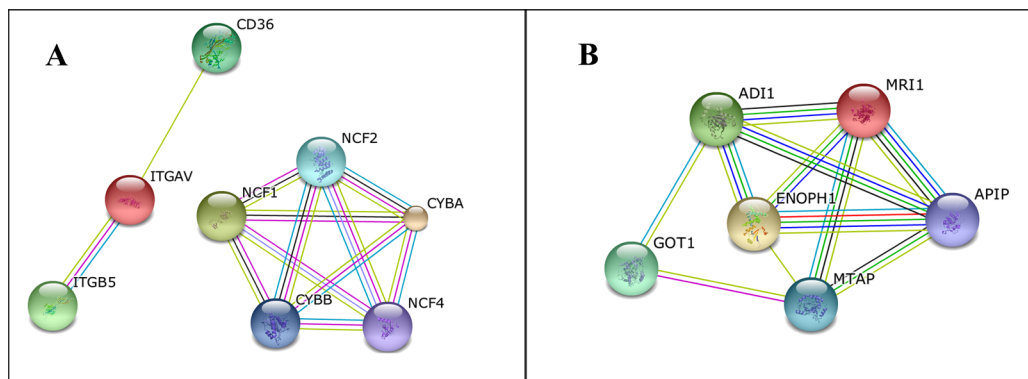 A
CD36
NCF2
ITGAV
NCF1
CYBA
ITGB5
CYBB
NCF4
B
ADI1
MRI1
ENOPH1
APIP
GOT1
MTAP